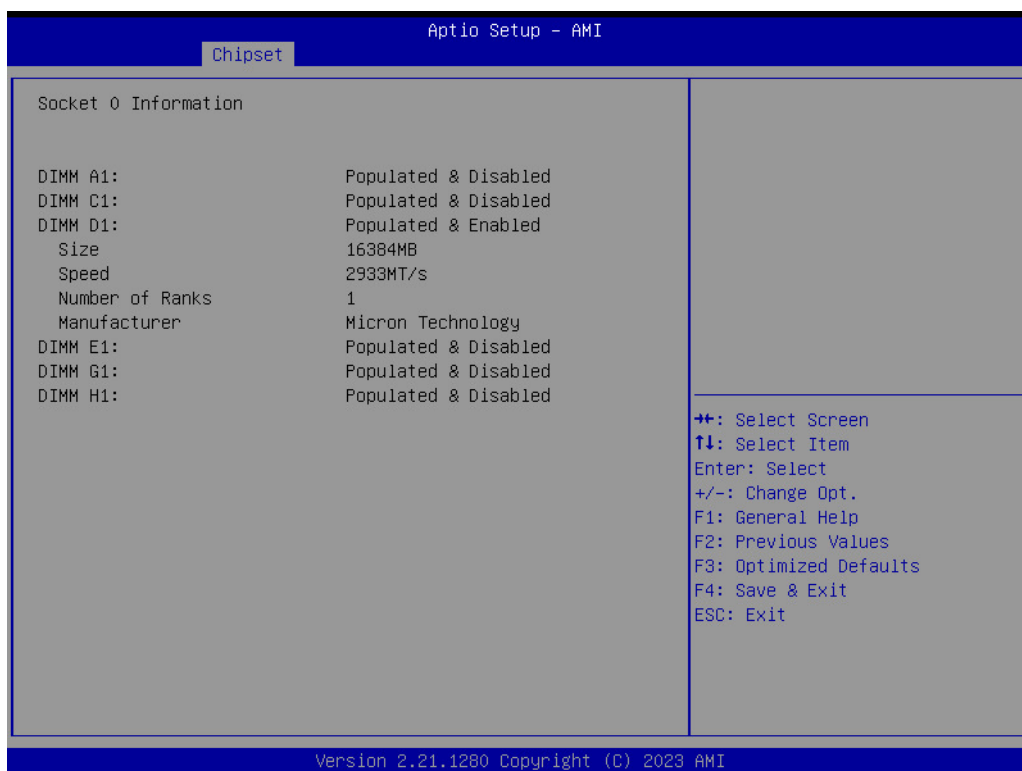 Aptio Setup – AMI
Chipset
Socket 0 Information
DIMM A1: Populated & Disabled
DIMM C1: Populated & Disabled
DIMM D1: Populated & Enabled
Size 16384MB
Speed 2933MT/s
Number of Ranks 1
Manufacturer Micron Technology
DIMM E1: Populated & Disabled
DIMM G1: Populated & Disabled
DIMM H1: Populated & Disabled
→←: Select Screen
↑↓: Select Item
Enter: Select
+/-: Change Opt.
F1: General Help
F2: Previous Values
F3: Optimized Defaults
F4: Save & Exit
ESC: Exit
Version 2.21.1280 Copyright (C) 2023 AMI